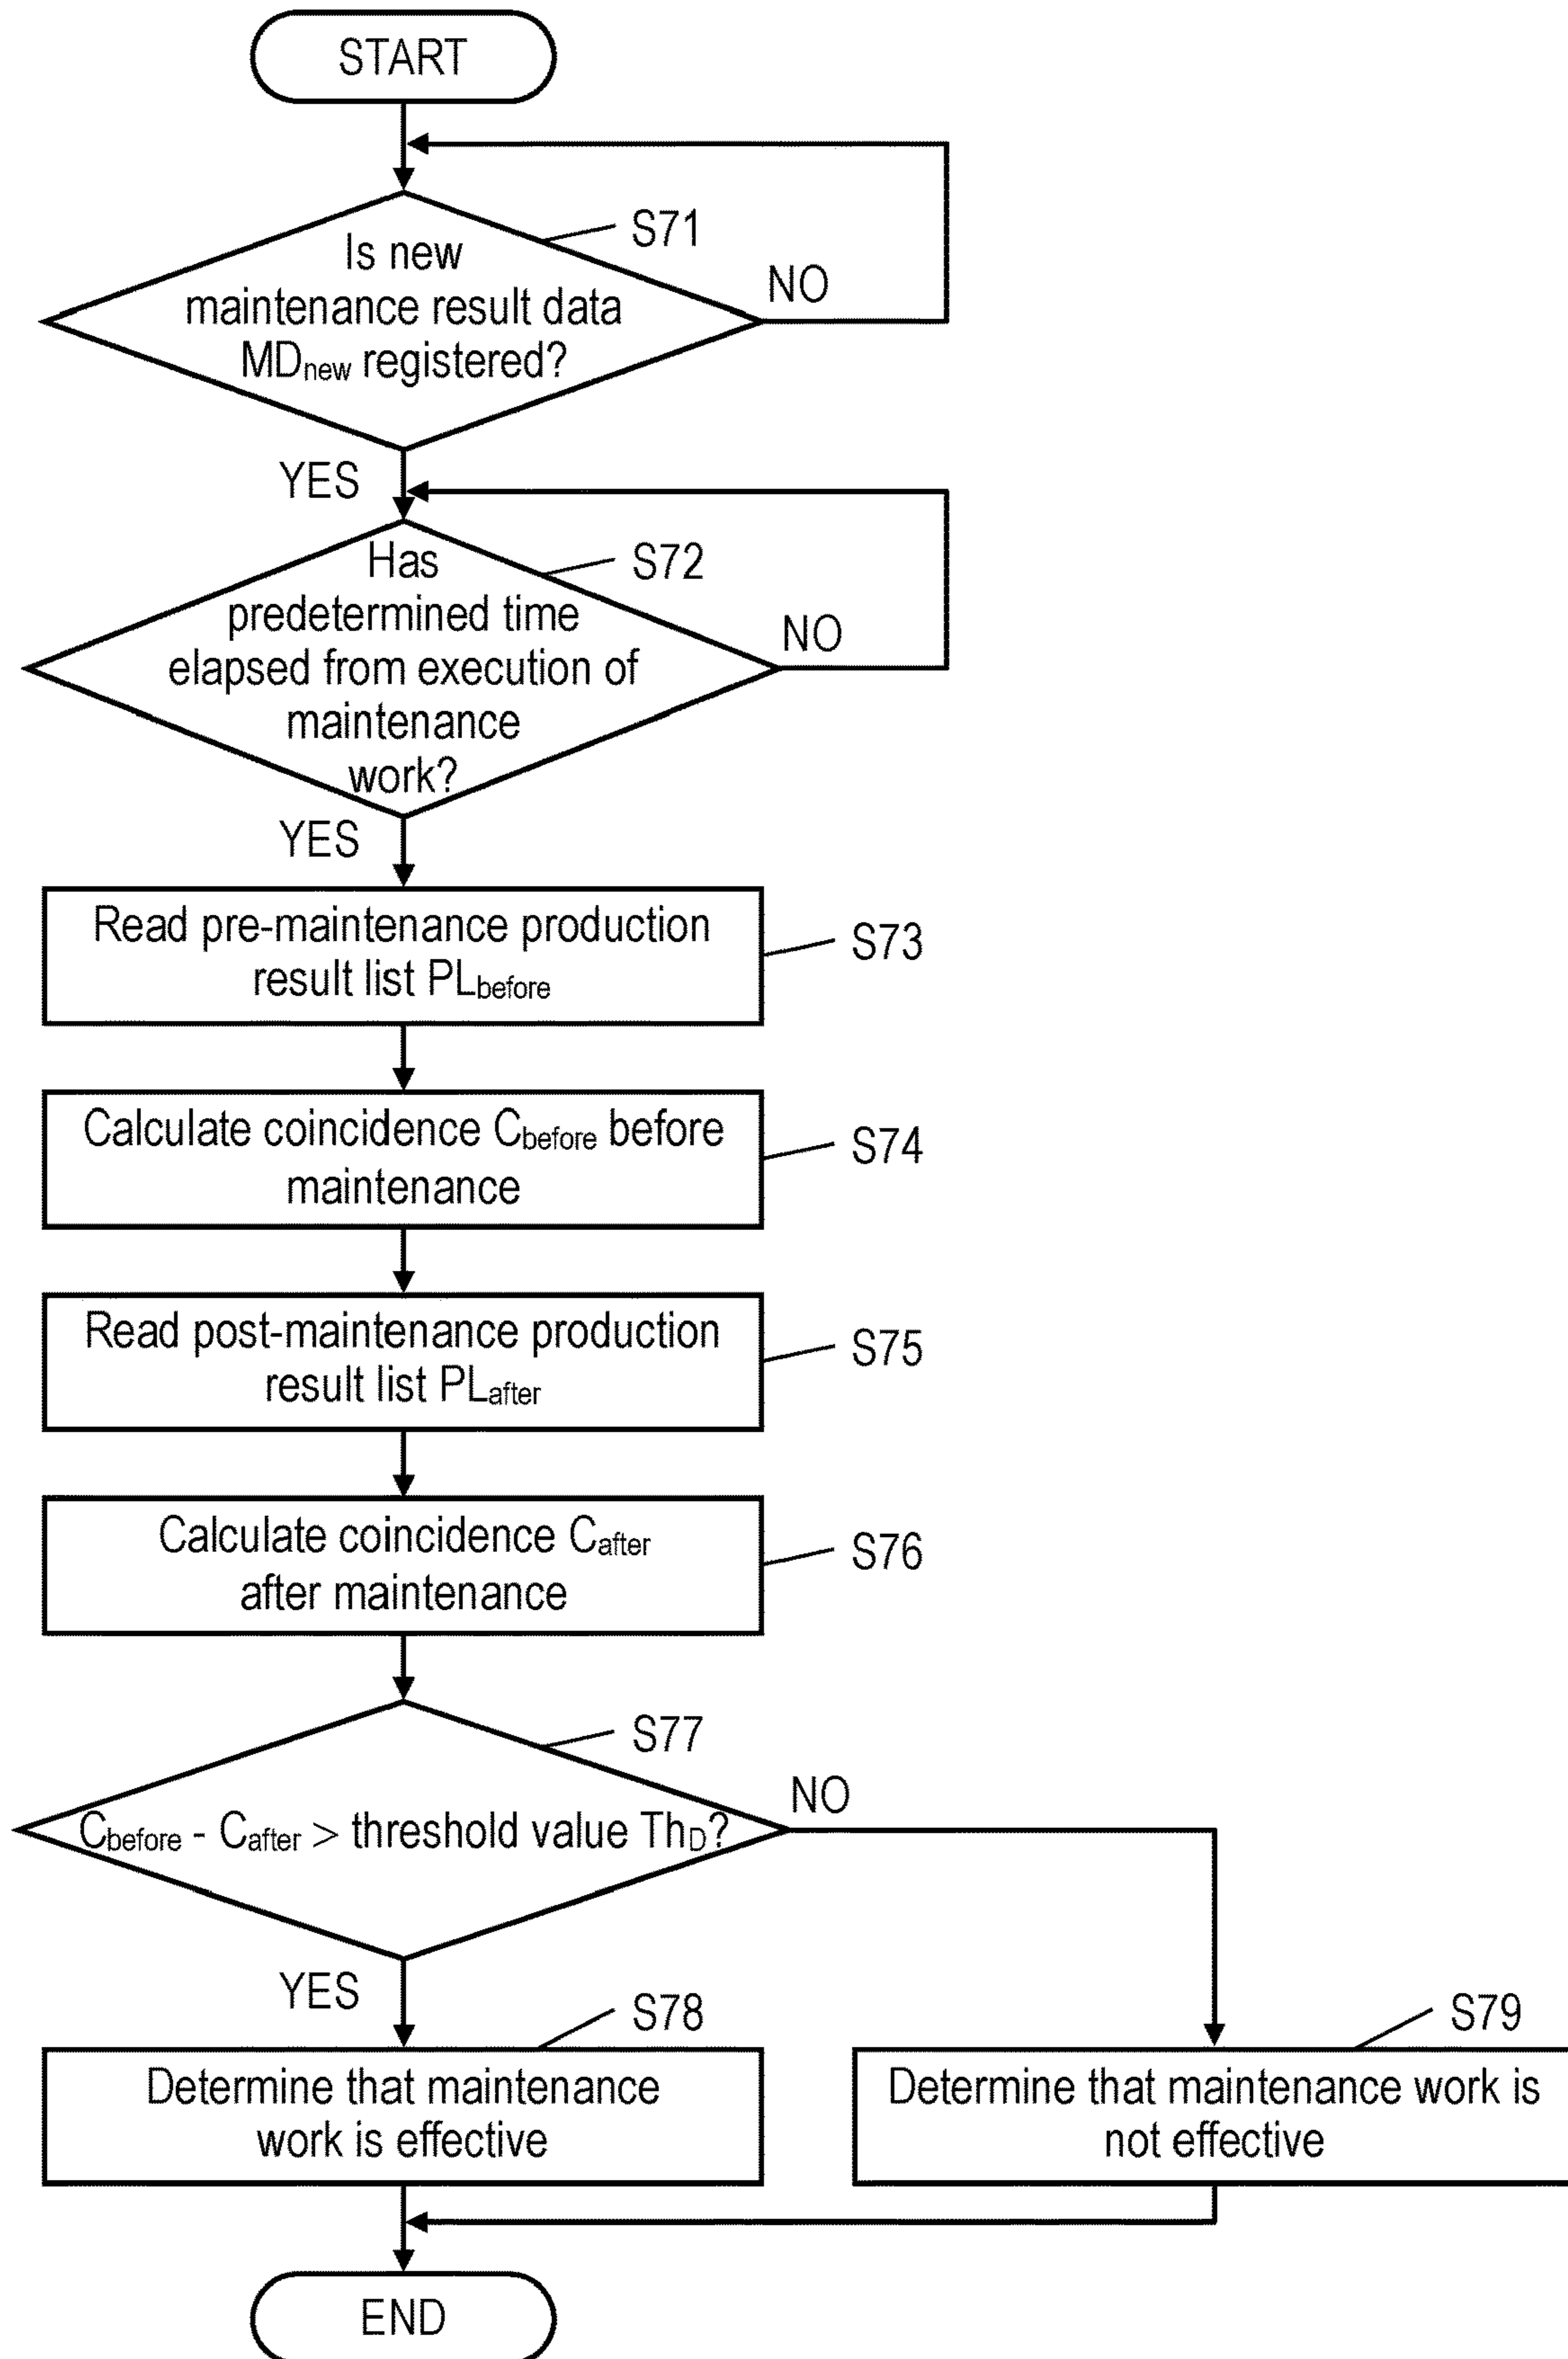 START
S71
Is new
maintenance result data
MDnew registered?
NO
YES
S72
Has
predetermined time
elapsed from execution of
maintenance
work?
NO
YES
Read pre-maintenance production
result list PLbefore
S73
Calculate coincidence Cbefore before
maintenance
S74
Read post-maintenance production
result list PLafter
S75
Calculate coincidence Cafter
after maintenance
S76
S77
Cbefore - Cafter > threshold value ThD?
NO
YES
S78
Determine that maintenance
work is effective
S79
Determine that maintenance work is
not effective
END